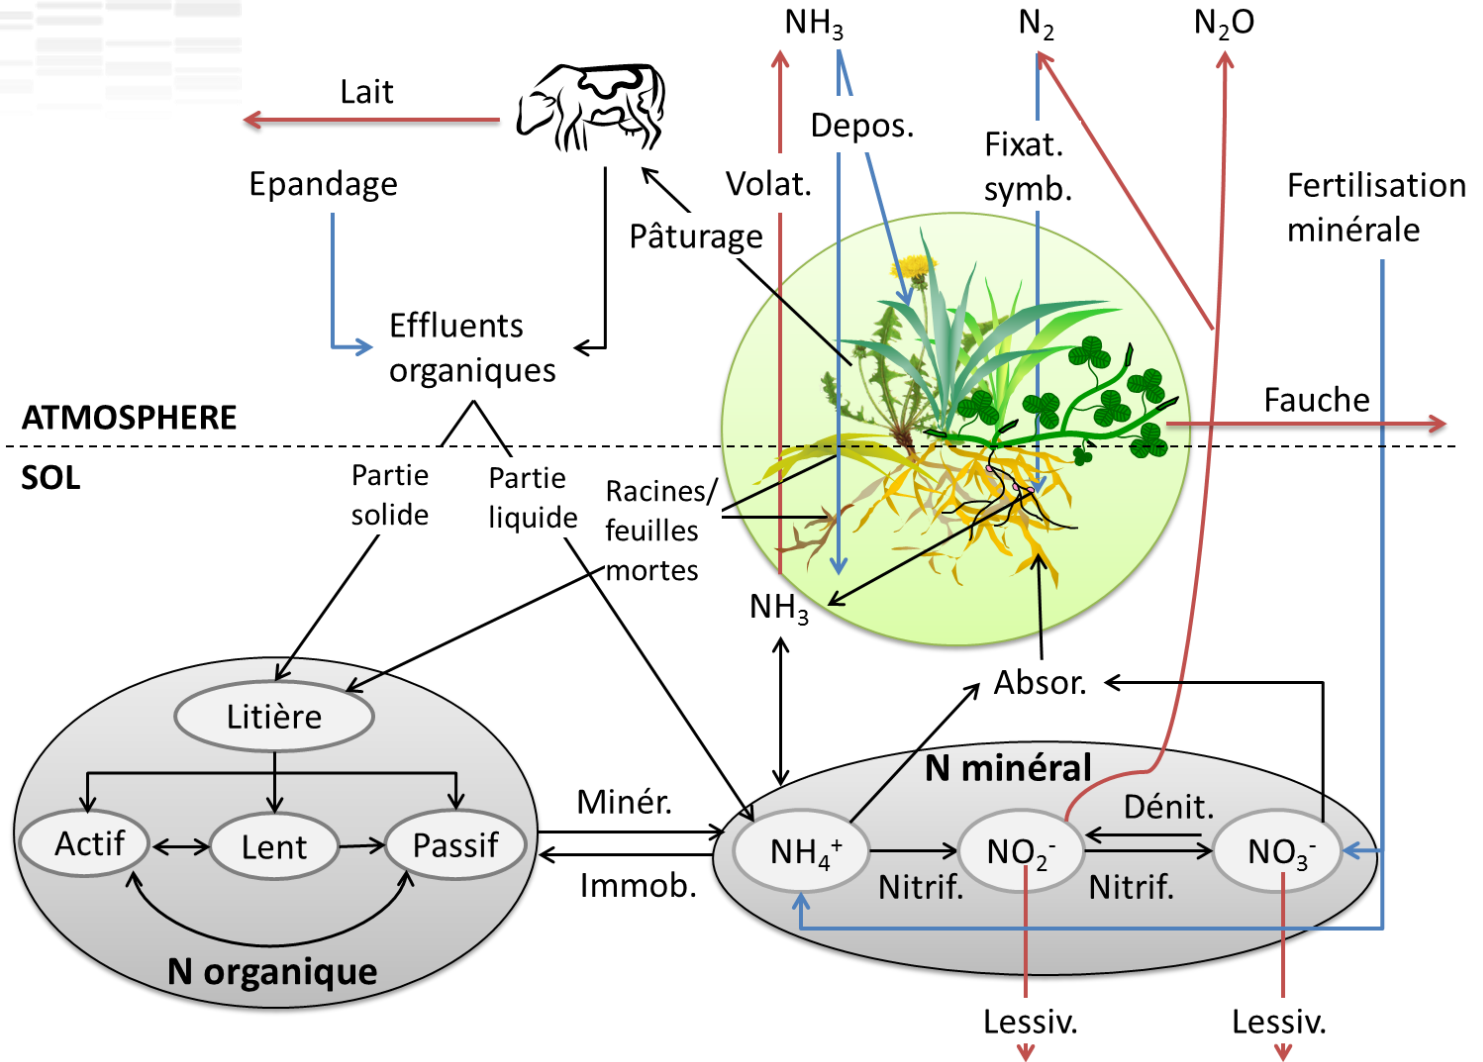 NH3
N2
N2O
Lait
Depos.
Fixat.
symb.
Epandage
Volat.
Fertilisation
minérale
Pâturage
Effluents
organiques
Fauche
ATMOSPHERE
SOL
Partie
solide
Partie
liquide
Racines/
feuilles
mortes
NH3
Absor.
Litière
N minéral
Minér.
Dénit.
Actif
Lent
Passif
NH4+
NO2-
NO3-
Immob.
Nitrif.
Nitrif.
N organique
Lessiv.
Lessiv.